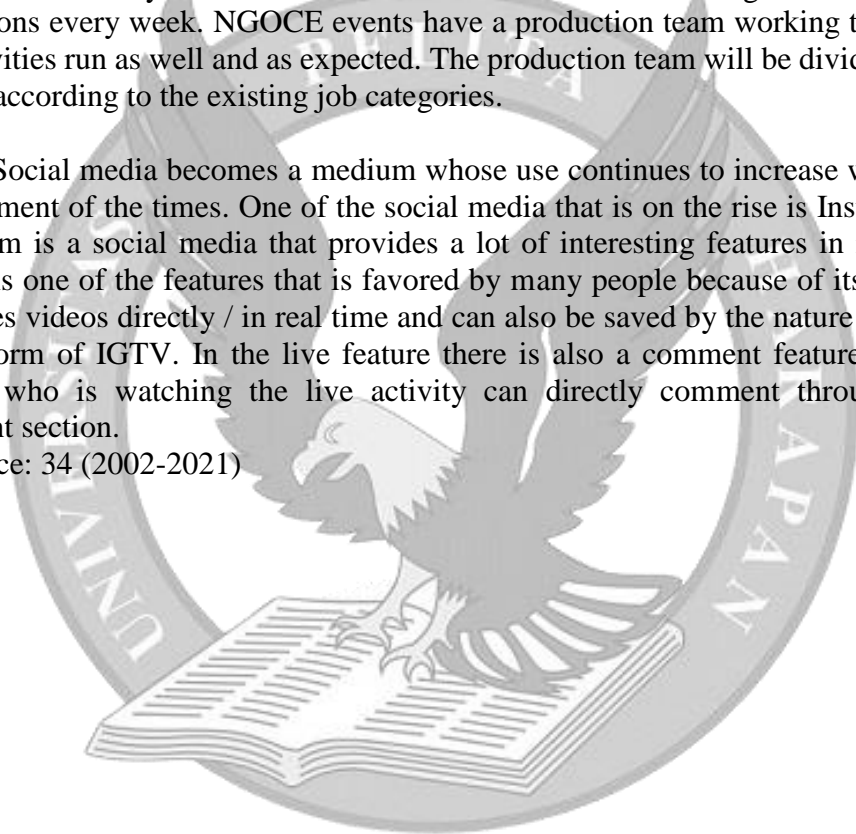 ons every week. NGOCE events have a production team working t
vities run as well and as expected. The production team will be divid
according to the existing job categories.
Social media becomes a medium whose use continues to increase
ment of the times. One of the social media that is on the rise is Ins
m is a social media that provides a lot of interesting features in
s one of the features that is favored by many people because of its
es videos directly / in real time and can also be saved by the nature
orm of IGTV. In the live feature there is also a comment feature
who is watching the live activity can directly comment throu
nt section.
ce: 34 (2002-2021)
UNIVERSITAS PELITA HARAPAN